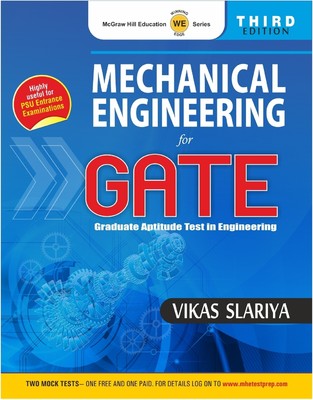 McGraw Hill Education WINNING EDGE WE Series
THIRD
EDITION
MECHANICAL
ENGINEERING
Highly
useful for
PSU Entrance
Examinations
for
GATE
Graduate Aptitude Test in Engineering
VIKAS SLARIYA
TWO MOCK TESTS— ONE FREE AND ONE PAID. FOR DETAILS LOG ON TO www.mhetestprep.com